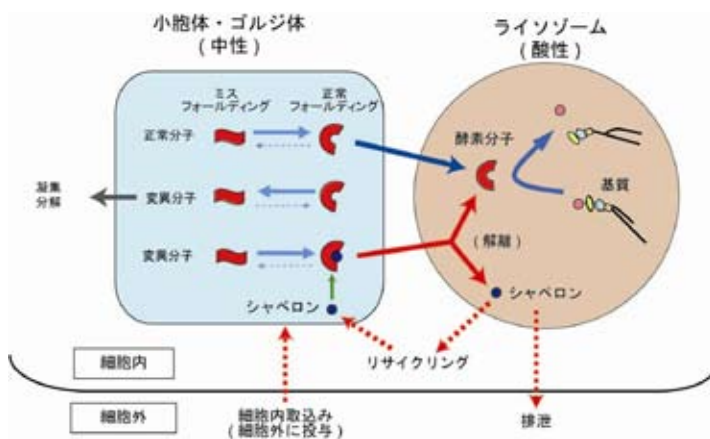 小胞体・ゴルジ体
(中性)
ライソゾーム
(酸性)
ミス
フォールディング
正常
フォールディング
正常分子
酵素分子
凝集
分解
変異分子
基質
変異分子
(解離)
シャペロン
シャペロン
リサイクリング
細胞内
細胞外
細胞内取込み
(細胞外に投与)
排泄